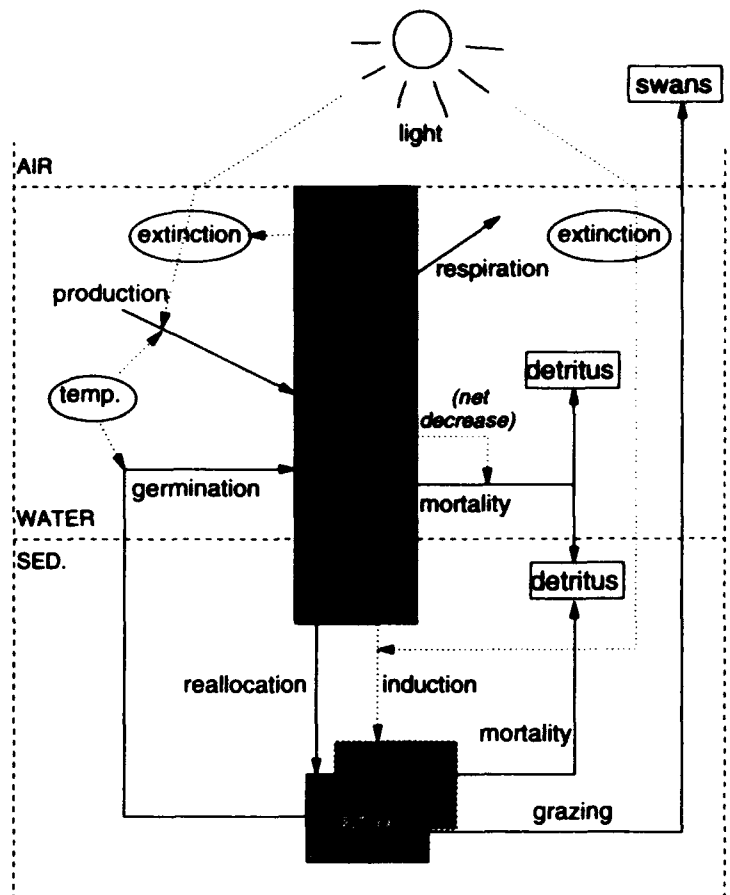 swans
light
AIR
extinction
extinction
respiration
production
detritus
temp.
(net
decrease)
germination
mortality
WATER
SED.
detritus
reallocation
induction
mortality
grazing